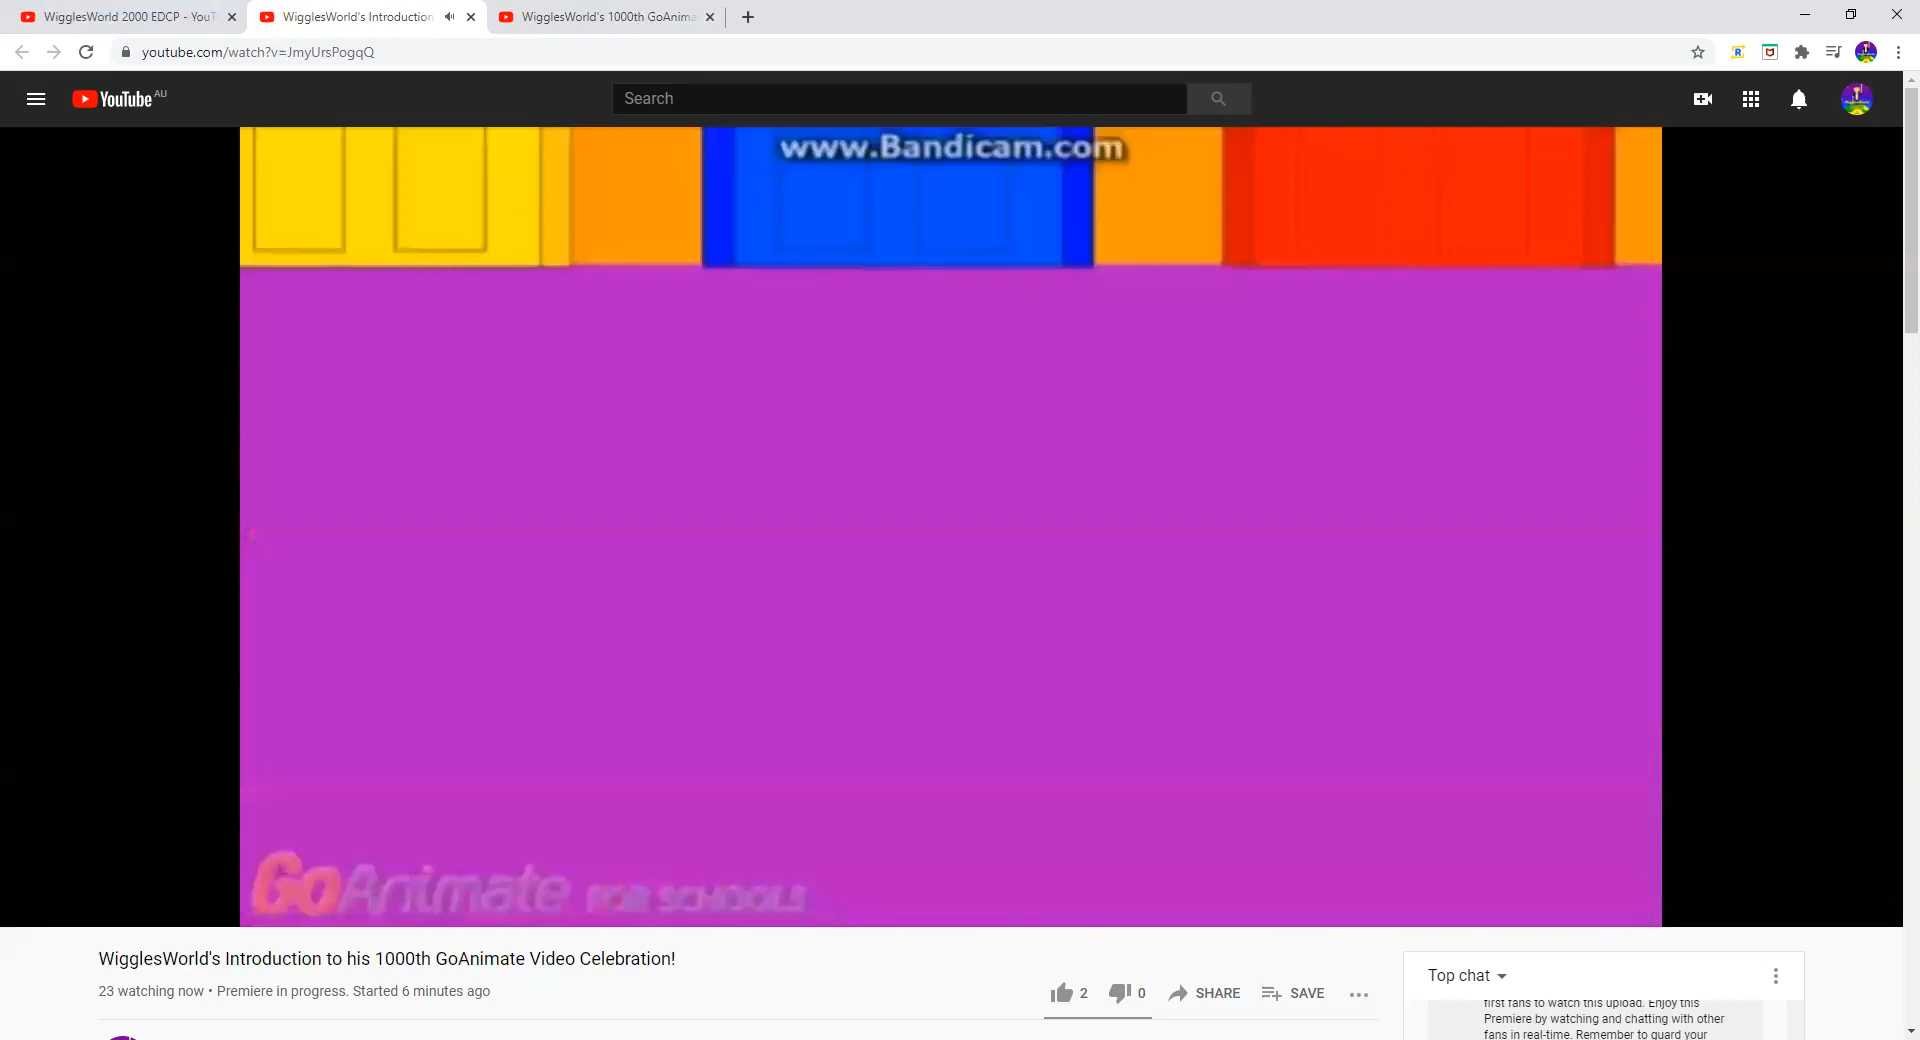 WigglesWorld 2000 EDCP - YouT
WigglesWorld's Introduction
WigglesWorld's 1000th GoAnima
youtube.com/watch?v=JmyUrsPogqQ
YouTube AU
Search
www.Bandicam.com
GoAnimate FOR SCHOOLS
WigglesWorld's Introduction to his 1000th GoAnimate Video Celebration!
23 watching now • Premiere in progress. Started 6 minutes ago
2
0
SHARE
SAVE
Top chat
first fans to watch this upload. Enjoy this
Premiere by watching and chatting with other
fans in real-time. Remember to guard your